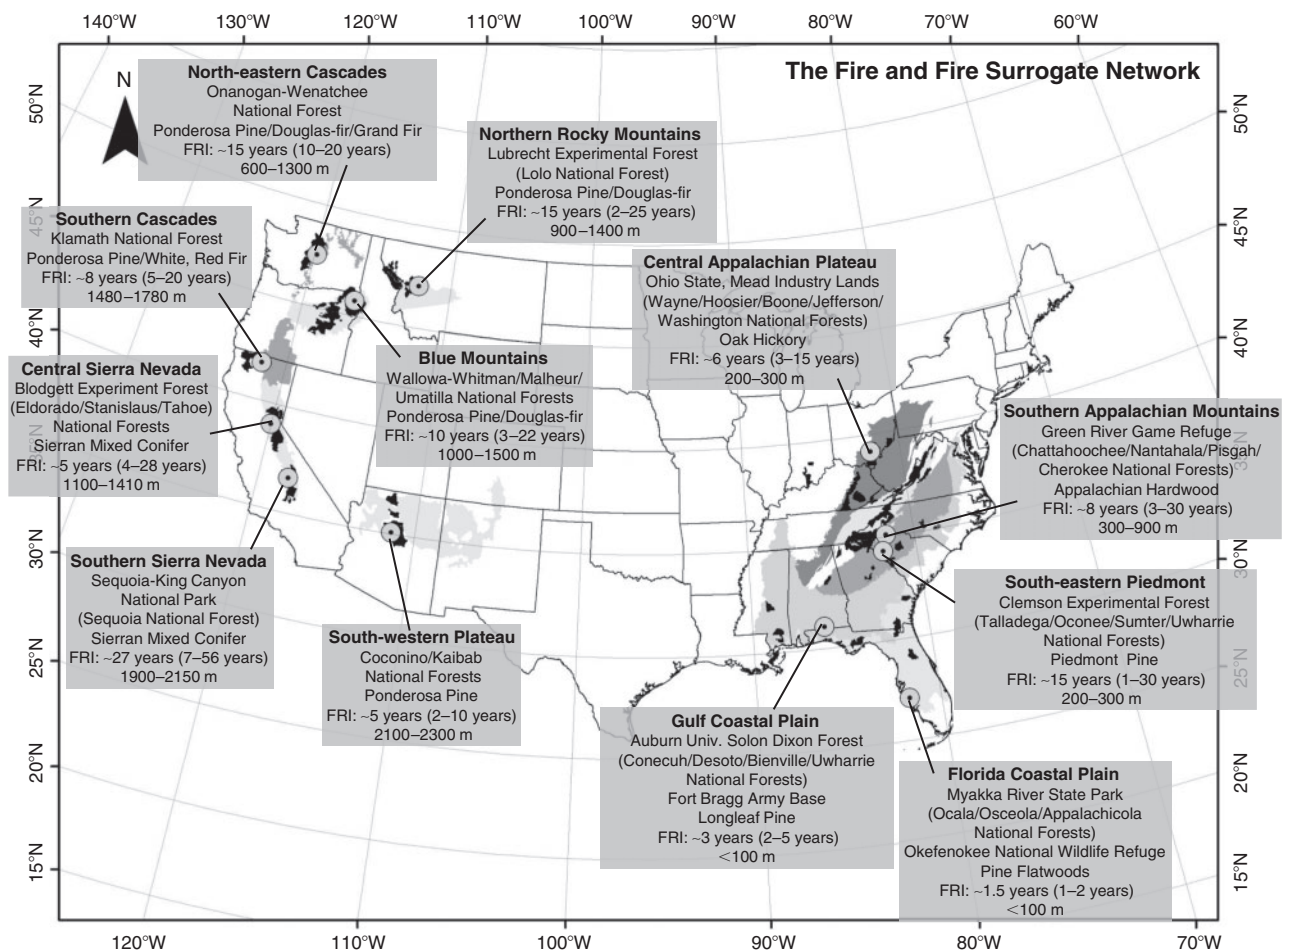 140°W 130°W 120°W 110°W 100°W 90°W 80°W 70°W 60°W
The Fire and Fire Surrogate Network
N
50°N
45°N
40°N
30°N
25°N
20°N
15°N
North-eastern Cascades
Onanogan-Wenatchee
National Forest
Ponderosa Pine/Douglas-fir/Grand Fir
FRI: ~15 years (10–20 years)
600–1300 m
Northern Rocky Mountains
Lubrecht Experimental Forest
(Lolo National Forest)
Ponderosa Pine/Douglas-fir
FRI: ~15 years (2–25 years)
900–1400 m
Southern Cascades
Klamath National Forest
Ponderosa Pine/White, Red Fir
FRI: ~8 years (5–20 years)
1480–1780 m
Central Appalachian Plateau
Ohio State, Mead Industry Lands
(Wayne/Hoosier/Boone/Jefferson/
Washington National Forests)
Oak Hickory
FRI: ~6 years (3–15 years)
200–300 m
Central Sierra Nevada
Blodgett Experiment Forest
(Eldorado/Stanislaus/Tahoe)
National Forests
Sierran Mixed Conifer
FRI: ~5 years (4–28 years)
1100–1410 m
Blue Mountains
Wallowa-Whitman/Malheur/
Umatilla National Forests
Ponderosa Pine/Douglas-fir
FRI: ~10 years (3–22 years)
1000–1500 m
Southern Appalachian Mountains
Green River Game Refuge
(Chattahoochee/Nantahala/Pisgah/
Cherokee National Forests)
Appalachian Hardwood
FRI: ~8 years (3–30 years)
300–900 m
Southern Sierra Nevada
Sequoia-King Canyon
National Park
(Sequoia National Forest)
Sierran Mixed Conifer
FRI: ~27 years (7–56 years)
1900–2150 m
South-western Plateau
Coconino/Kaibab
National Forests
Ponderosa Pine
FRI: ~5 years (2–10 years)
2100–2300 m
South-eastern Piedmont
Clemson Experimental Forest
(Talladega/Oconee/Sumter/Uwharrie
National Forests)
Piedmont Pine
FRI: ~15 years (1–30 years)
200–300 m
Gulf Coastal Plain
Auburn Univ. Solon Dixon Forest
(Conecuh/Desoto/Bienville/Uwharrie
National Forests)
Fort Bragg Army Base
Longleaf Pine
FRI: ~3 years (2–5 years)
<100 m
Florida Coastal Plain
Myakka River State Park
(Ocala/Osceola/Appalachicola
National Forests)
Okefenokee National Wildlife Refuge
Pine Flatwoods
FRI: ~1.5 years (1–2 years)
<100 m
50°N
45°N
40°N
35°N
30°N
25°N
20°N
15°N
120°W 110°W 100°W 90°W 80°W 70°W